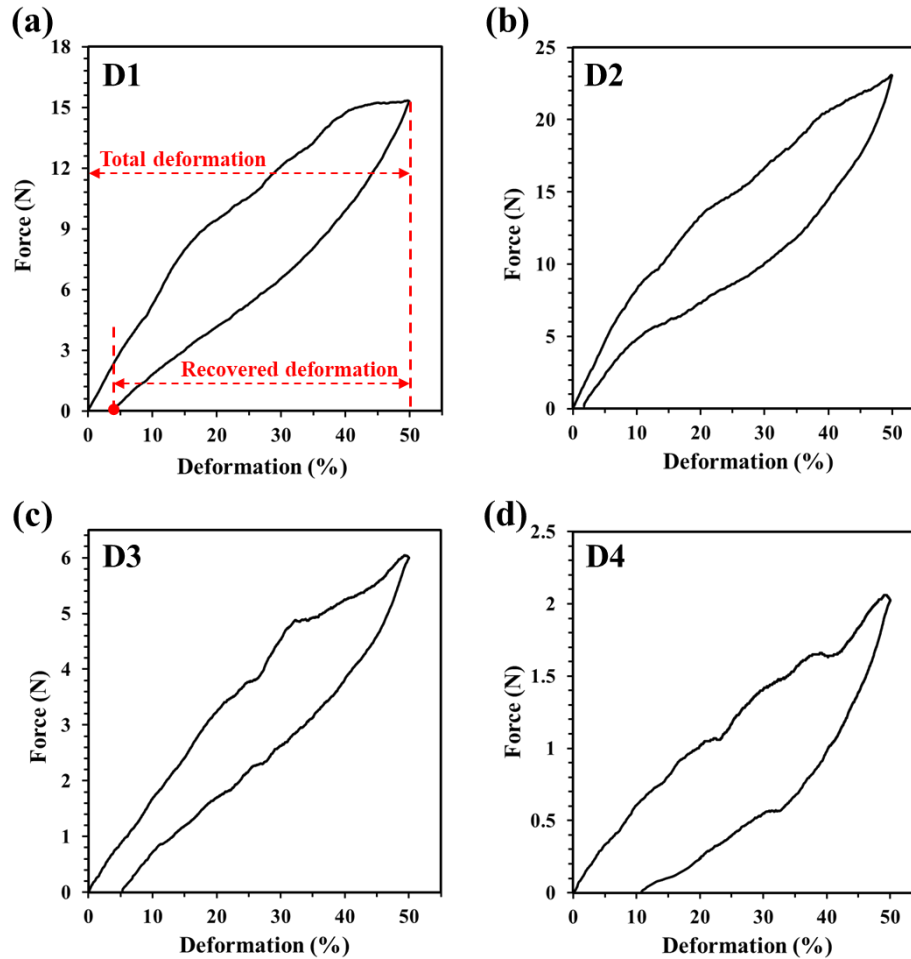 (a)
D1
18
15
12
9
6
3
0
Force (N)
Total deformation
Recovered deformation
0 10 20 30 40 50
Deformation (%)
(b)
D2
25
20
15
10
5
0
Force (N)
0 10 20 30 40 50
Deformation (%)
(c)
D3
6
5
4
3
2
1
0
Force (N)
0 10 20 30 40 50
Deformation (%)
(d)
D4
2.5
2
1.5
1
0.5
0
Force (N)
0 10 20 30 40 50
Deformation (%)